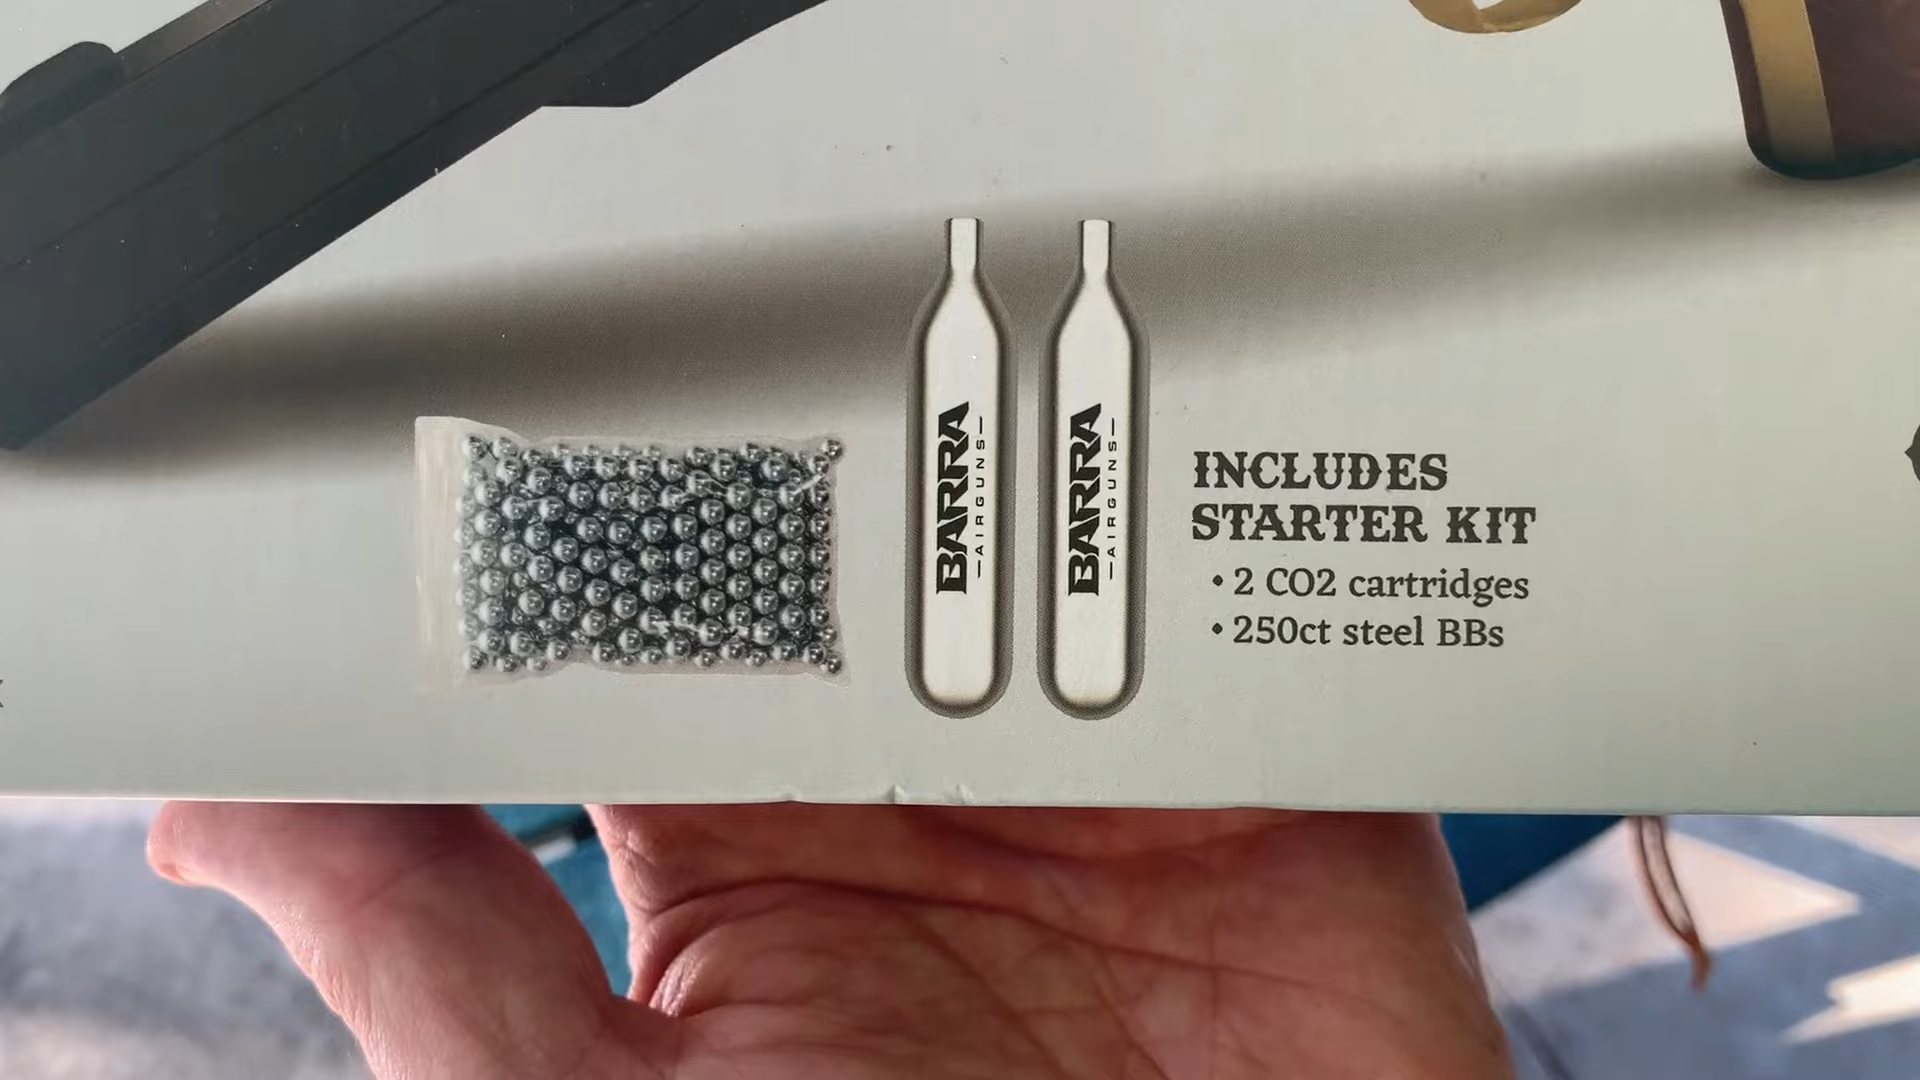 BARRA
—AIRGUNS—
BARRA
—AIRGUNS—
INCLUDES
STARTER KIT
• 2 CO2 cartridges
• 250ct steel BBs